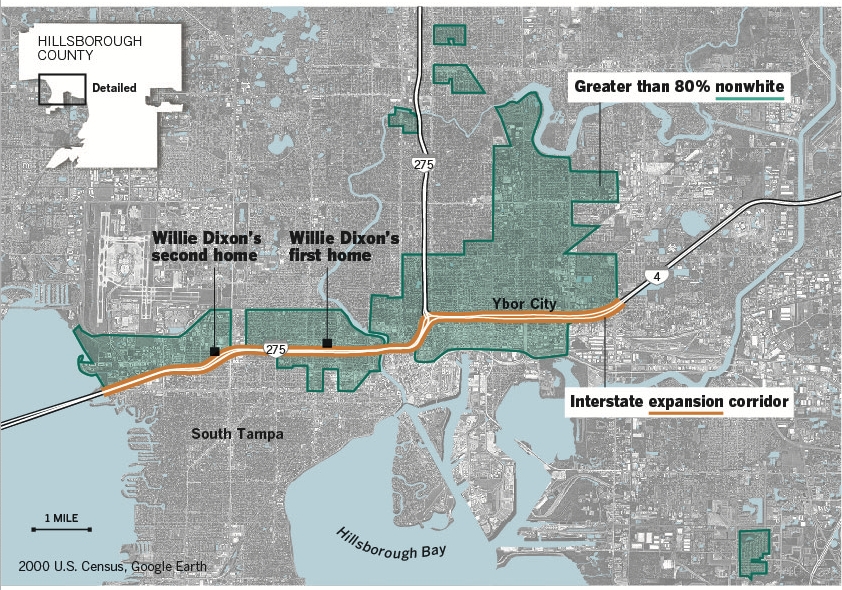 HILLSBOROUGH
COUNTY
Detailed
Greater than 80% nonwhite
275
Willie Dixon's
second home
Willie Dixon's
first home
4
Ybor City
275
Interstate expansion corridor
South Tampa
1 MILE
Hillsborough Bay
2000 U.S. Census, Google Earth